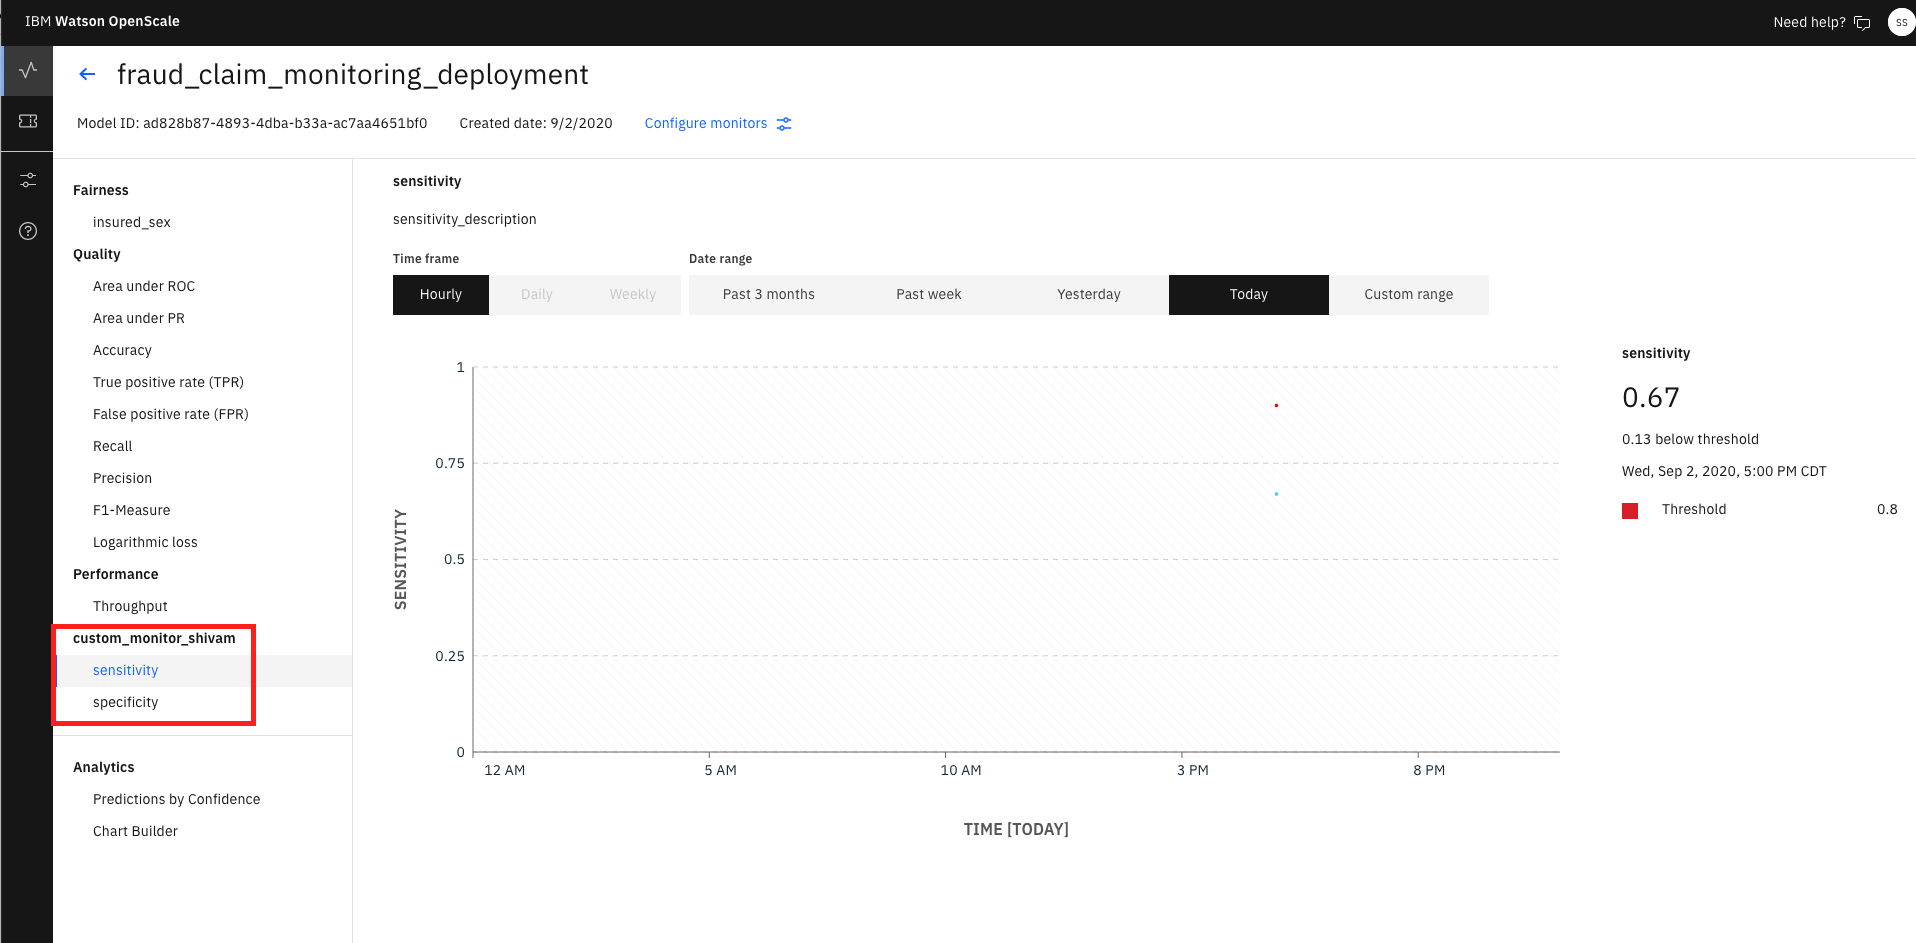 IBM Watson OpenScale
Need help?
SS
fraud_claim_monitoring_deployment
Model ID: ad828b87-4893-4dba-b33a-ac7aa4651bf0
Created date: 9/2/2020
Configure monitors
Fairness
insured_sex
Quality
Area under ROC
Area under PR
Accuracy
True positive rate (TPR)
False positive rate (FPR)
Recall
Precision
F1-Measure
Logarithmic loss
Performance
Throughput
custom_monitor_shivam
sensitivity
specificity
Analytics
Predictions by Confidence
Chart Builder
sensitivity
sensitivity_description
Time frame
Hourly
Daily
Weekly
Date range
Past 3 months
Past week
Yesterday
Today
Custom range
SENSITIVITY
1
0.75
0.5
0.25
0
12 AM
5 AM
10 AM
3 PM
8 PM
TIME [TODAY]
sensitivity
0.67
0.13 below threshold
Wed, Sep 2, 2020, 5:00 PM CDT
Threshold 0.8